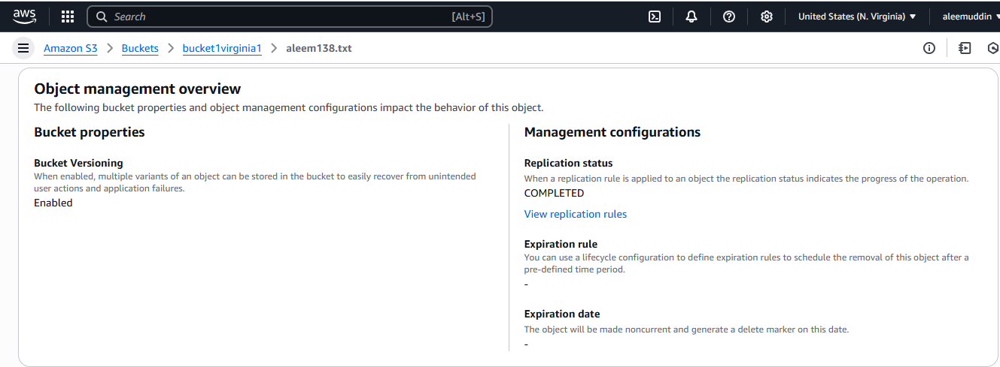 aws
Search [Alt+S]
United States (N. Virginia) ▼
aleemuddin
Amazon S3 > Buckets > bucket1virginia1 > aleem138.txt
Object management overview
The following bucket properties and object management configurations impact the behavior of this object.
Bucket properties
Bucket Versioning
When enabled, multiple variants of an object can be stored in the bucket to easily recover from unintended
user actions and application failures.
Enabled
Management configurations
Replication status
When a replication rule is applied to an object the replication status indicates the progress of the operation.
COMPLETED
View replication rules
Expiration rule
You can use a lifecycle configuration to define expiration rules to schedule the removal of this object after a
pre-defined time period.
-
Expiration date
The object will be made noncurrent and generate a delete marker on this date.
-